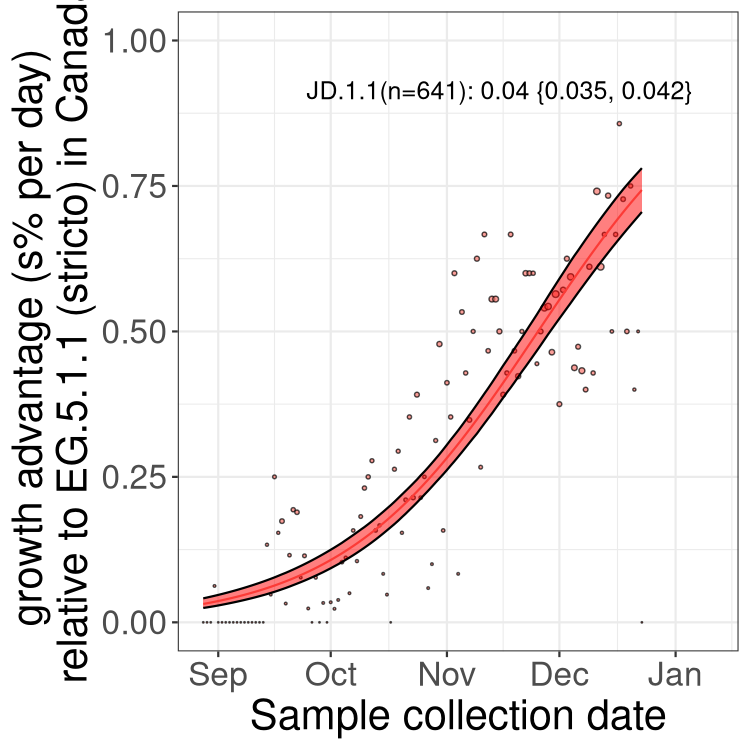 growth advantage (s% per day)
relative to EG.5.1.1 (stricto) in Canada
1.00
0.75
0.50
0.25
0.00
JD.1.1(n=641): 0.04 {0.035, 0.042}
Sep Oct Nov Dec Jan
Sample collection date